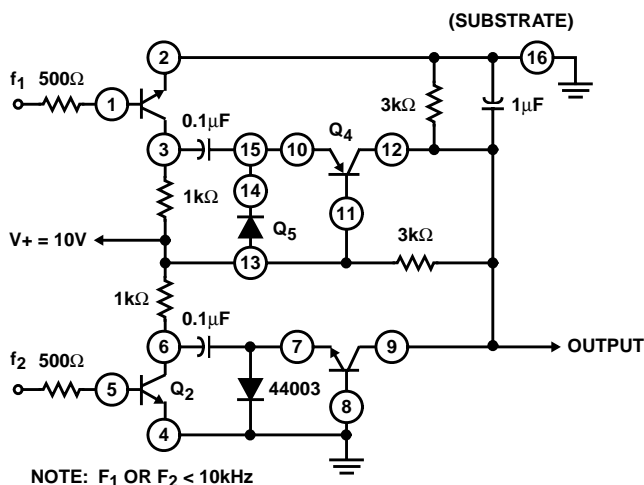 (SUBSTRATE)
2
16
f1 500Ω
1
3kΩ
1μF
0.1μF
Q4
3
15
10
12
14
1kΩ
11
Q5
V+ = 10V
13
3kΩ
1kΩ
0.1μF
6
7
9
OUTPUT
f2 500Ω
5
Q2
44003
8
4
NOTE: F1 OR F2 < 10kHz